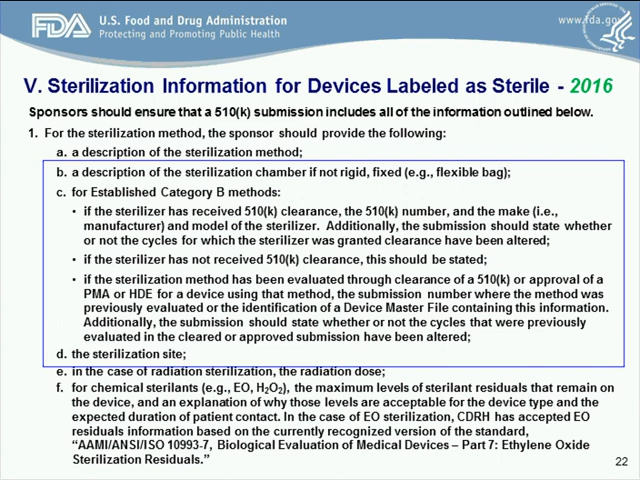 FDA U.S. Food and Drug Administration
Protecting and Promoting Public Health
www.fda.gov
V. Sterilization Information for Devices Labeled as Sterile - 2016
Sponsors should ensure that a 510(k) submission includes all of the information outlined below.
1. For the sterilization method, the sponsor should provide the following:
a. a description of the sterilization method;
b. a description of the sterilization chamber if not rigid, fixed (e.g., flexible bag);
c. for Established Category B methods:
• if the sterilizer has received 510(k) clearance, the 510(k) number, and the make (i.e.,
manufacturer) and model of the sterilizer. Additionally, the submission should state whether
or not the cycles for which the sterilizer was granted clearance have been altered;
• if the sterilizer has not received 510(k) clearance, this should be stated;
• if the sterilization method has been evaluated through clearance of a 510(k) or approval of a
PMA or HDE for a device using that method, the submission number where the method was
previously evaluated or the identification of a Device Master File containing this information.
Additionally, the submission should state whether or not the cycles that were previously
evaluated in the cleared or approved submission have been altered;
d. the sterilization site;
e. in the case of radiation sterilization, the radiation dose;
f. for chemical sterilants (e.g., EO, H₂O₂), the maximum levels of sterilant residuals that remain on
the device, and an explanation of why those levels are acceptable for the device type and the
expected duration of patient contact. In the case of EO sterilization, CDRH has accepted EO
residuals information based on the currently recognized version of the standard,
“AAMI/ANSI/ISO 10993-7, Biological Evaluation of Medical Devices – Part 7: Ethylene Oxide
Sterilization Residuals.”
22